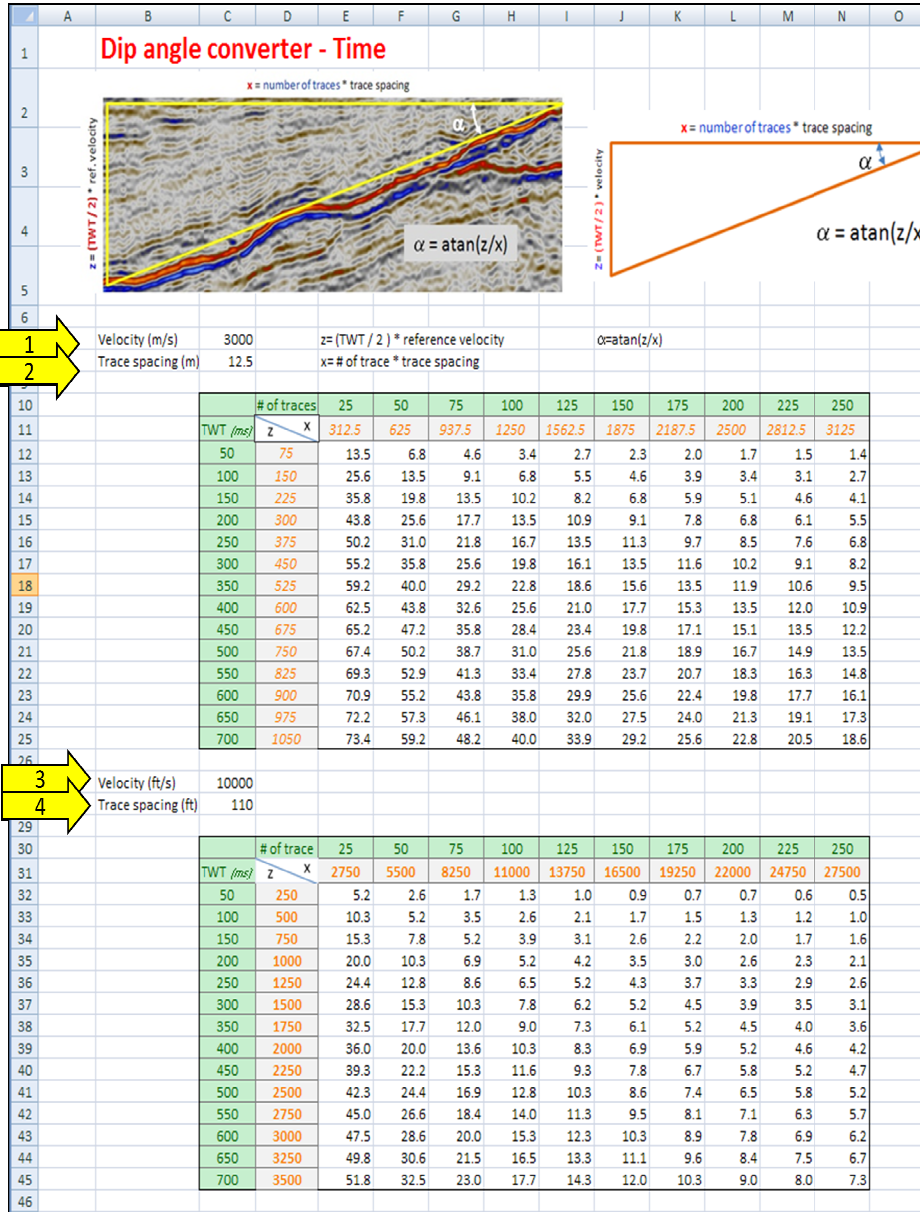 A B C D E F G H I J K L M N O
1 Dip angle converter - Time
x = number of traces * trace spacing
2
z = (TWT / 2) * ref. velocity
α
α = atan(z/x)
x = number of traces * trace spacing
z = (TWT / 2) * velocity
α
α = atan(z/x
3
4
5
6
1 Velocity (m/s) 3000 z= (TWT / 2 ) * reference velocity α=atan(z/x)
2 Trace spacing (m) 12.5 x= # of trace * trace spacing
10 # of traces 25 50 75 100 125 150 175 200 225 250
11 TWT (ms) z x 312.5 625 937.5 1250 1562.5 1875 2187.5 2500 2812.5 3125
12 50 75 13.5 6.8 4.6 3.4 2.7 2.3 2.0 1.7 1.5 1.4
13 100 150 25.6 13.5 9.1 6.8 5.5 4.6 3.9 3.4 3.1 2.7
14 150 225 35.8 19.8 13.5 10.2 8.2 6.8 5.9 5.1 4.6 4.1
15 200 300 43.8 25.6 17.7 13.5 10.9 9.1 7.8 6.8 6.1 5.5
16 250 375 50.2 31.0 21.8 16.7 13.5 11.3 9.7 8.5 7.6 6.8
17 300 450 55.2 35.8 25.6 19.8 16.1 13.5 11.6 10.2 9.1 8.2
18 350 525 59.2 40.0 29.2 22.8 18.6 15.6 13.5 11.9 10.6 9.5
19 400 600 62.5 43.8 32.6 25.6 21.0 17.7 15.3 13.5 12.0 10.9
20 450 675 65.2 47.2 35.8 28.4 23.4 19.8 17.1 15.1 13.5 12.2
21 500 750 67.4 50.2 38.7 31.0 25.6 21.8 18.9 16.7 14.9 13.5
22 550 825 69.3 52.9 41.3 33.4 27.8 23.7 20.7 18.3 16.3 14.8
23 600 900 70.9 55.2 43.8 35.8 29.9 25.6 22.4 19.8 17.7 16.1
24 650 975 72.2 57.3 46.1 38.0 32.0 27.5 24.0 21.3 19.1 17.3
25 700 1050 73.4 59.2 48.2 40.0 33.9 29.2 25.6 22.8 20.5 18.6
26
3 Velocity (ft/s) 10000
4 Trace spacing (ft) 110
29
30 # of trace 25 50 75 100 125 150 175 200 225 250
31 TWT (ms) z x 2750 5500 8250 11000 13750 16500 19250 22000 24750 27500
32 50 250 5.2 2.6 1.7 1.3 1.0 0.9 0.7 0.7 0.6 0.5
33 100 500 10.3 5.2 3.5 2.6 2.1 1.7 1.5 1.3 1.2 1.0
34 150 750 15.3 7.8 5.2 3.9 3.1 2.6 2.2 2.0 1.7 1.6
35 200 1000 20.0 10.3 6.9 5.2 4.2 3.5 3.0 2.6 2.3 2.1
36 250 1250 24.4 12.8 8.6 6.5 5.2 4.3 3.7 3.3 2.9 2.6
37 300 1500 28.6 15.3 10.3 7.8 6.2 5.2 4.5 3.9 3.5 3.1
38 350 1750 32.5 17.7 12.0 9.0 7.3 6.1 5.2 4.5 4.0 3.6
39 400 2000 36.0 20.0 13.6 10.3 8.3 6.9 5.9 5.2 4.6 4.2
40 450 2250 39.3 22.2 15.3 11.6 9.3 7.8 6.7 5.8 5.2 4.7
41 500 2500 42.3 24.4 16.9 12.8 10.3 8.6 7.4 6.5 5.8 5.2
42 550 2750 45.0 26.6 18.4 14.0 11.3 9.5 8.1 7.1 6.3 5.7
43 600 3000 47.5 28.6 20.0 15.3 12.3 10.3 8.9 7.8 6.9 6.2
44 650 3250 49.8 30.6 21.5 16.5 13.3 11.1 9.6 8.4 7.5 6.7
45 700 3500 51.8 32.5 23.0 17.7 14.3 12.0 10.3 9.0 8.0 7.3
46